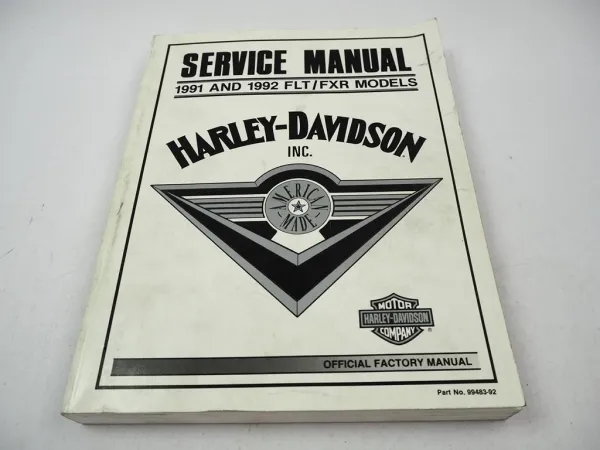 SERVICE MANUAL
1991 AND 1992 FLT/FXR MODELS
HARLEY-DAVIDSON
INC.
AMERICAN
MADE
MOTOR
HARLEY-DAVIDSON
COMPANY
®
OFFICIAL FACTORY MANUAL
Part No. 99483-92